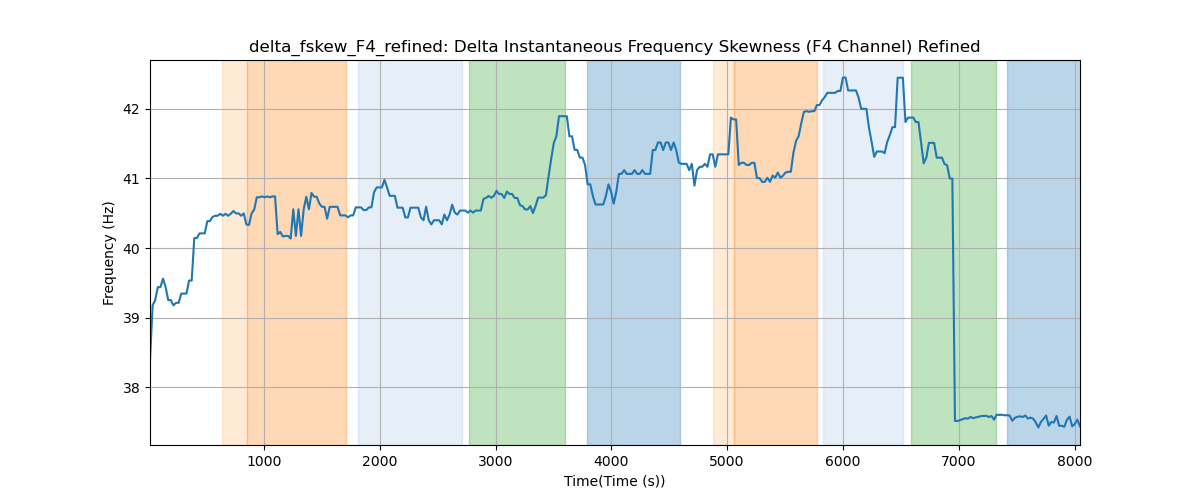 delta_fskew_F4_refined: Delta Instantaneous Frequency Skewness (F4 Channel) Refined
Frequency (Hz)
42
41
40
39
38
1000 2000 3000 4000 5000 6000 7000 8000
Time(Time (s))